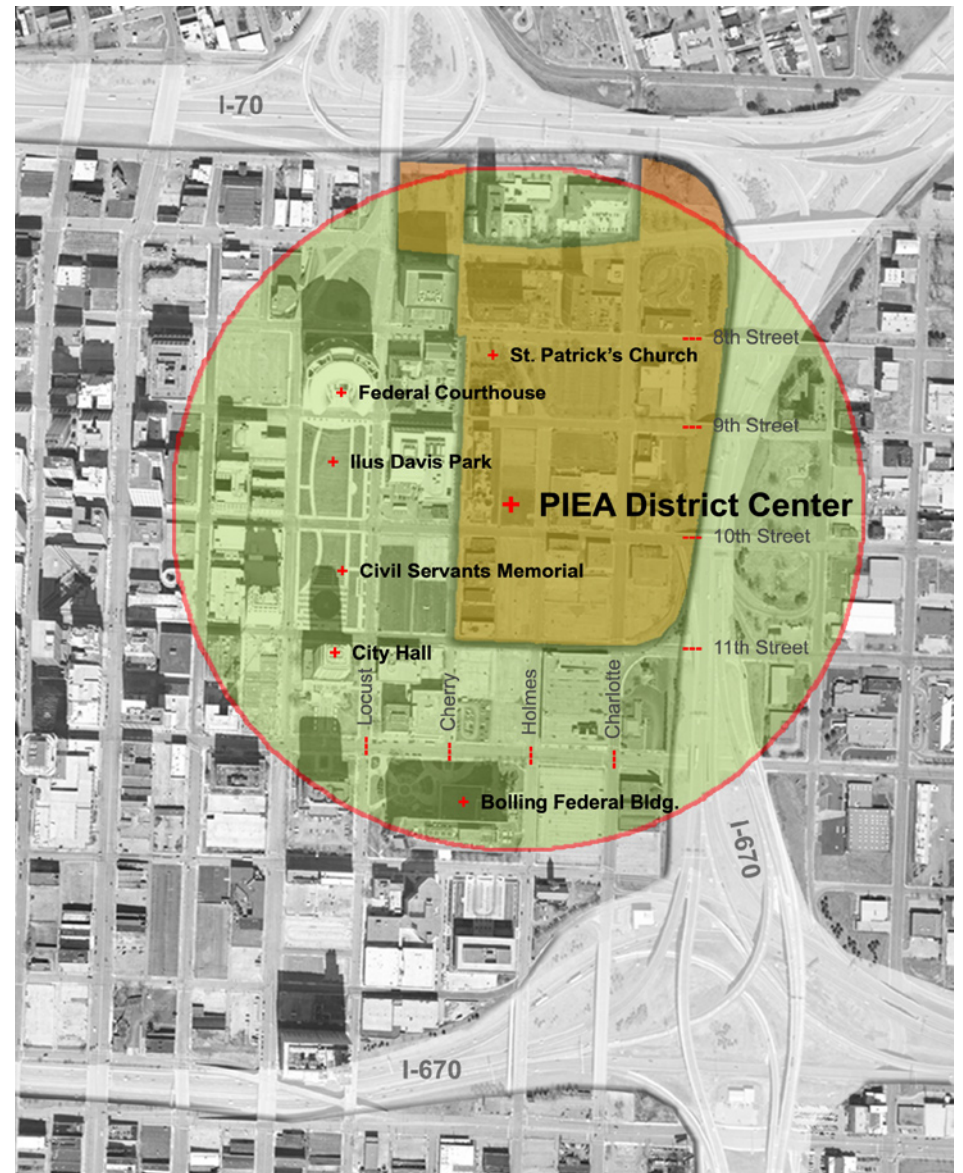 I-70
8th Street
St. Patrick's Church
Federal Courthouse
9th Street
Ilus Davis Park
PIEA District Center
10th Street
Civil Servants Memorial
11th Street
City Hall
Locust
Cherry
Holmes
Charlotte
Bolling Federal Bldg.
I-670
I-670